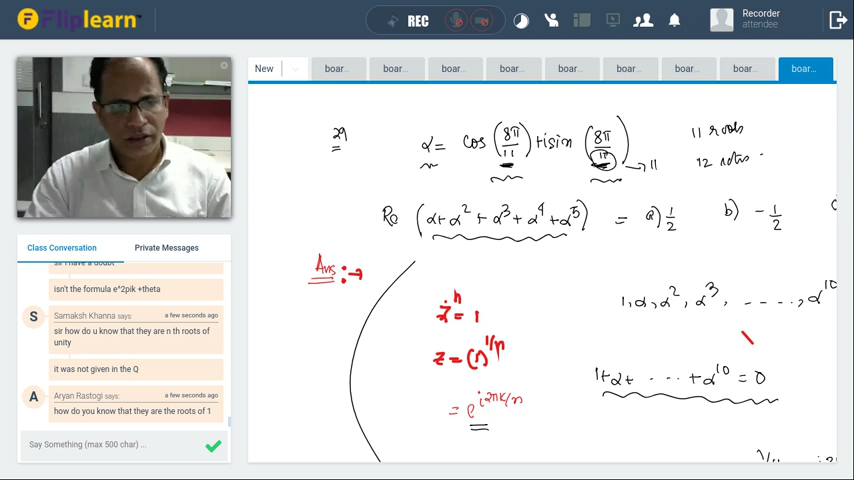 Fliplearn
REC
Recorder
attendee
New
boar...
boar...
boar...
boar...
boar...
boar...
boar...
boar...
boar...
29
α = cos (8π/11) + i sin (8π/11) → 11
11 roots
12 roots
Re (α + α² + α³ + α⁴ + α⁵) = a) 1/2 b) - 1/2
Ans :→
zⁿ = 1
1, α, α², α³, ....., α¹⁰
z = (1)^1/n
1 + α + ..... + α¹⁰ = 0
= e^i2πk/n
Class Conversation
Private Messages
sir i have a doubt
isn't the formula e^2pik +theta
S
Samaksh Khanna says:
a few seconds ago
sir how do u know that they are n th roots of
unity
it was not given in the Q
A
Aryan Rastogi says:
a few seconds ago
how do you know that they are the roots of 1
Say Something (max 500 char) ...